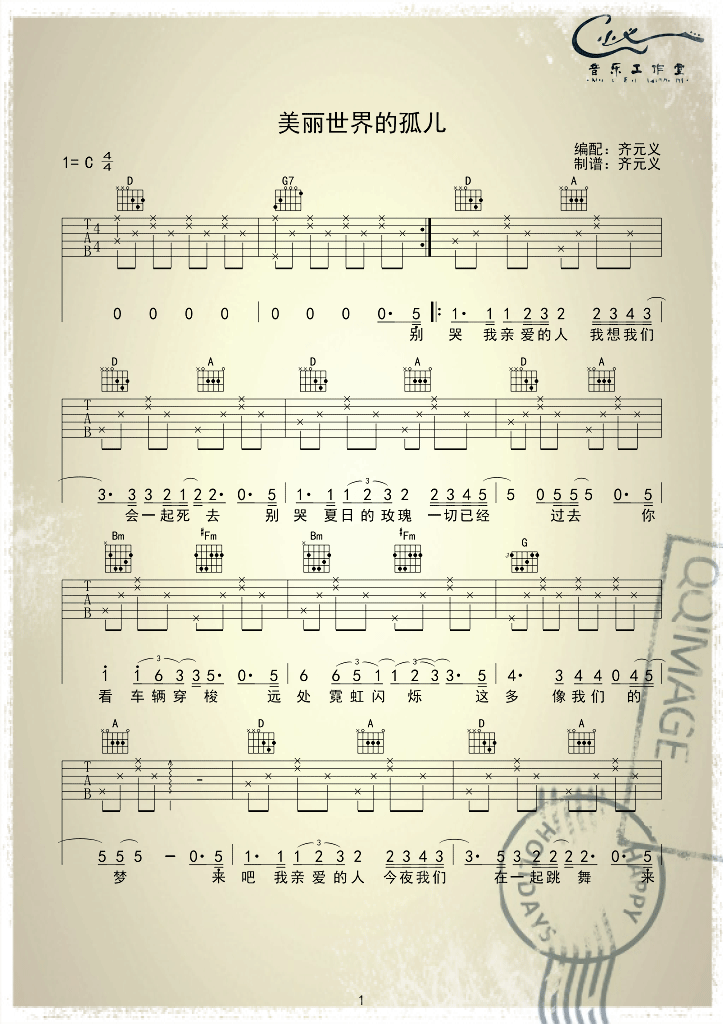 音乐工作室
美丽世界的孤儿
编配：齐元义
1= C 4/4
制谱：齐元义
D G7 D A
T A B 4 4
0 0 0 0 | 0 0 0 0· 5 ‖: 1· 1 1 2 3 2 2 3 4 3
别 哭 我亲爱的人 我想我们
D A D A D A
T A B
3· 3 3 2 1 2 2· 0· 5 | 1· 1 1 2 3 2 2 3 4 5 | 5 0 5 5 5 0· 5
会一起死 去 别 哭 夏日的玫瑰 一切已经 过去 你
Bm #Fm Bm #Fm G
T A B
1 1 1 6 3 3 5· 0· 5 | 6 6 5 1 1 2 3 3· 5 | 4· 3 4 4 0 4 5
看 车辆穿梭 远处 霓虹闪烁 这多 像我们的
A D A D A
T A B
5 5 5 - 0· 5 | 1· 1 1 2 3 2 2 3 4 3 | 3· 5 3 2 2 2 2· 0· 5
梦 来 吧 我亲爱的人 今夜我们 在一起跳舞 来
QQIMAGE
HAPPY HOLIDAYS
1